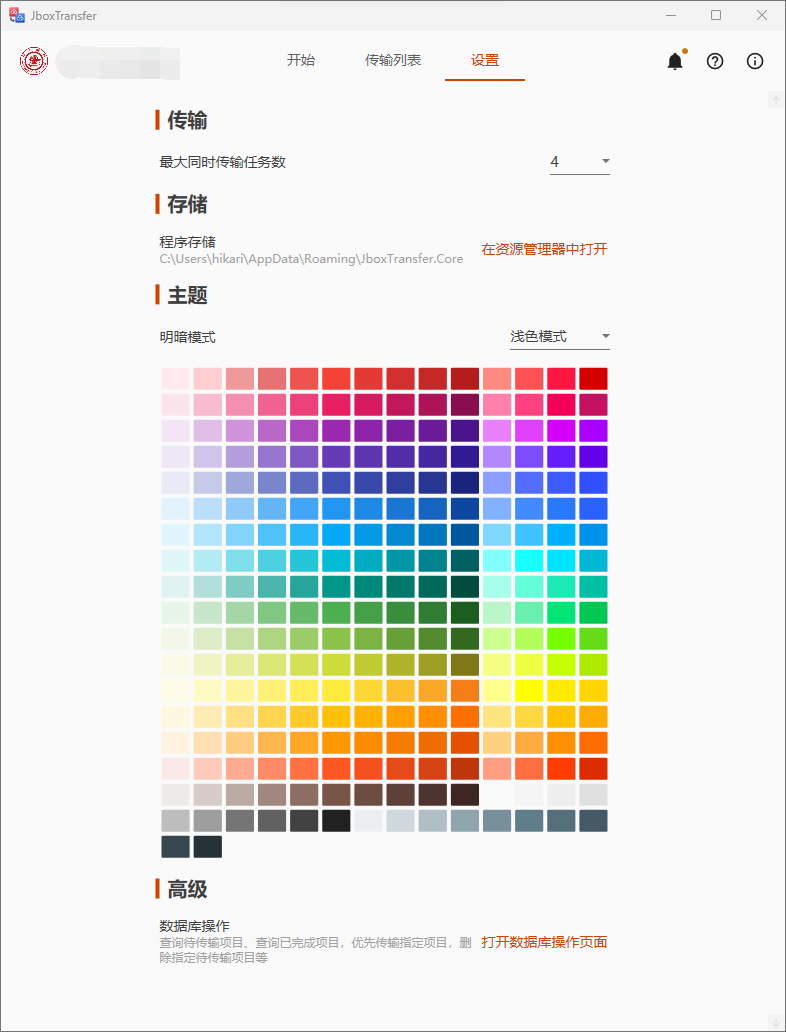 JboxTransfer
开始
传输列表
设置
传输
最大同时传输任务数
4
存储
程序存储
C:\Users\hikari\AppData\Roaming\JboxTransfer.Core
在资源管理器中打开
主题
明暗模式
浅色模式
高级
数据库操作
查询待传输项目、查询已完成项目，优先传输指定项目，删
除指定待传输项目等
打开数据库操作页面